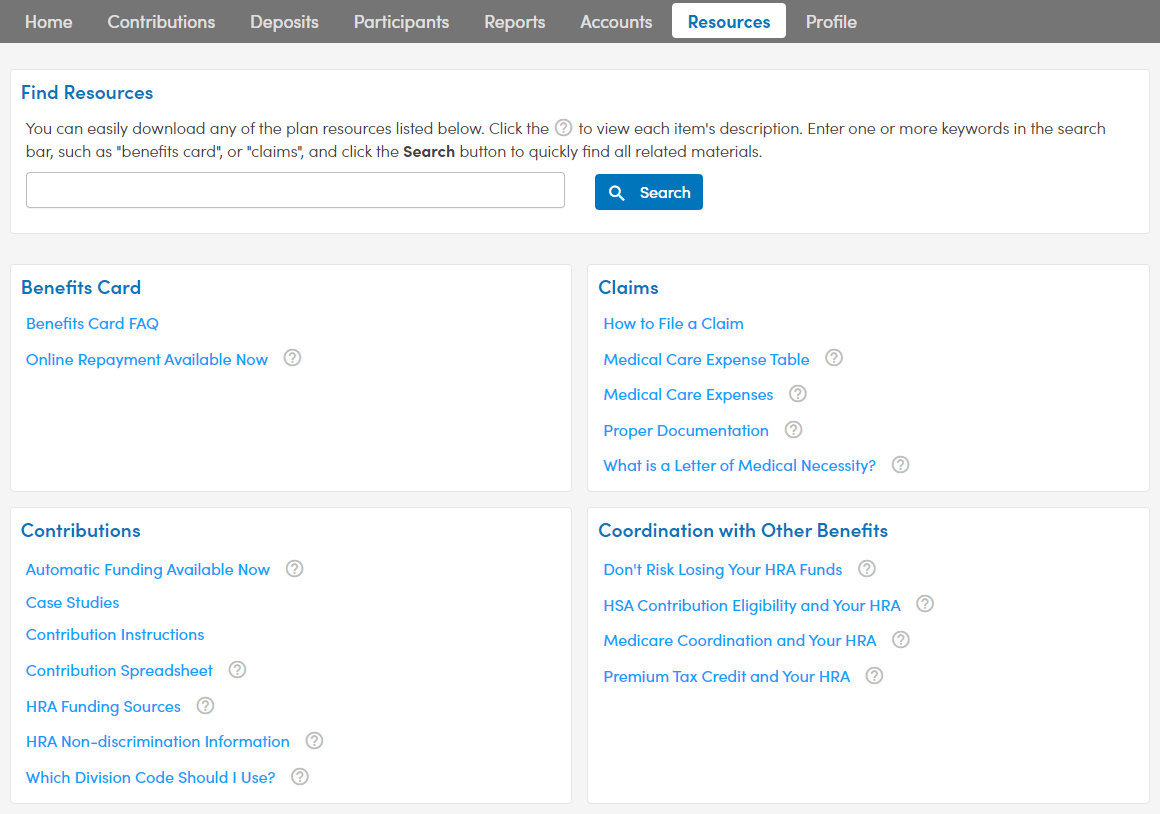 Home Contributions Deposits Participants Reports Accounts Resources Profile
Find Resources
You can easily download any of the plan resources listed below. Click the ? to view each item's description. Enter one or more keywords in the search
bar, such as "benefits card", or "claims", and click the Search button to quickly find all related materials.
Search
Benefits Card
Benefits Card FAQ
Online Repayment Available Now ?
Claims
How to File a Claim
Medical Care Expense Table ?
Medical Care Expenses ?
Proper Documentation ?
What is a Letter of Medical Necessity? ?
Contributions
Automatic Funding Available Now ?
Case Studies
Contribution Instructions
Contribution Spreadsheet ?
HRA Funding Sources ?
HRA Non-discrimination Information ?
Which Division Code Should I Use? ?
Coordination with Other Benefits
Don't Risk Losing Your HRA Funds ?
HSA Contribution Eligibility and Your HRA ?
Medicare Coordination and Your HRA ?
Premium Tax Credit and Your HRA ?